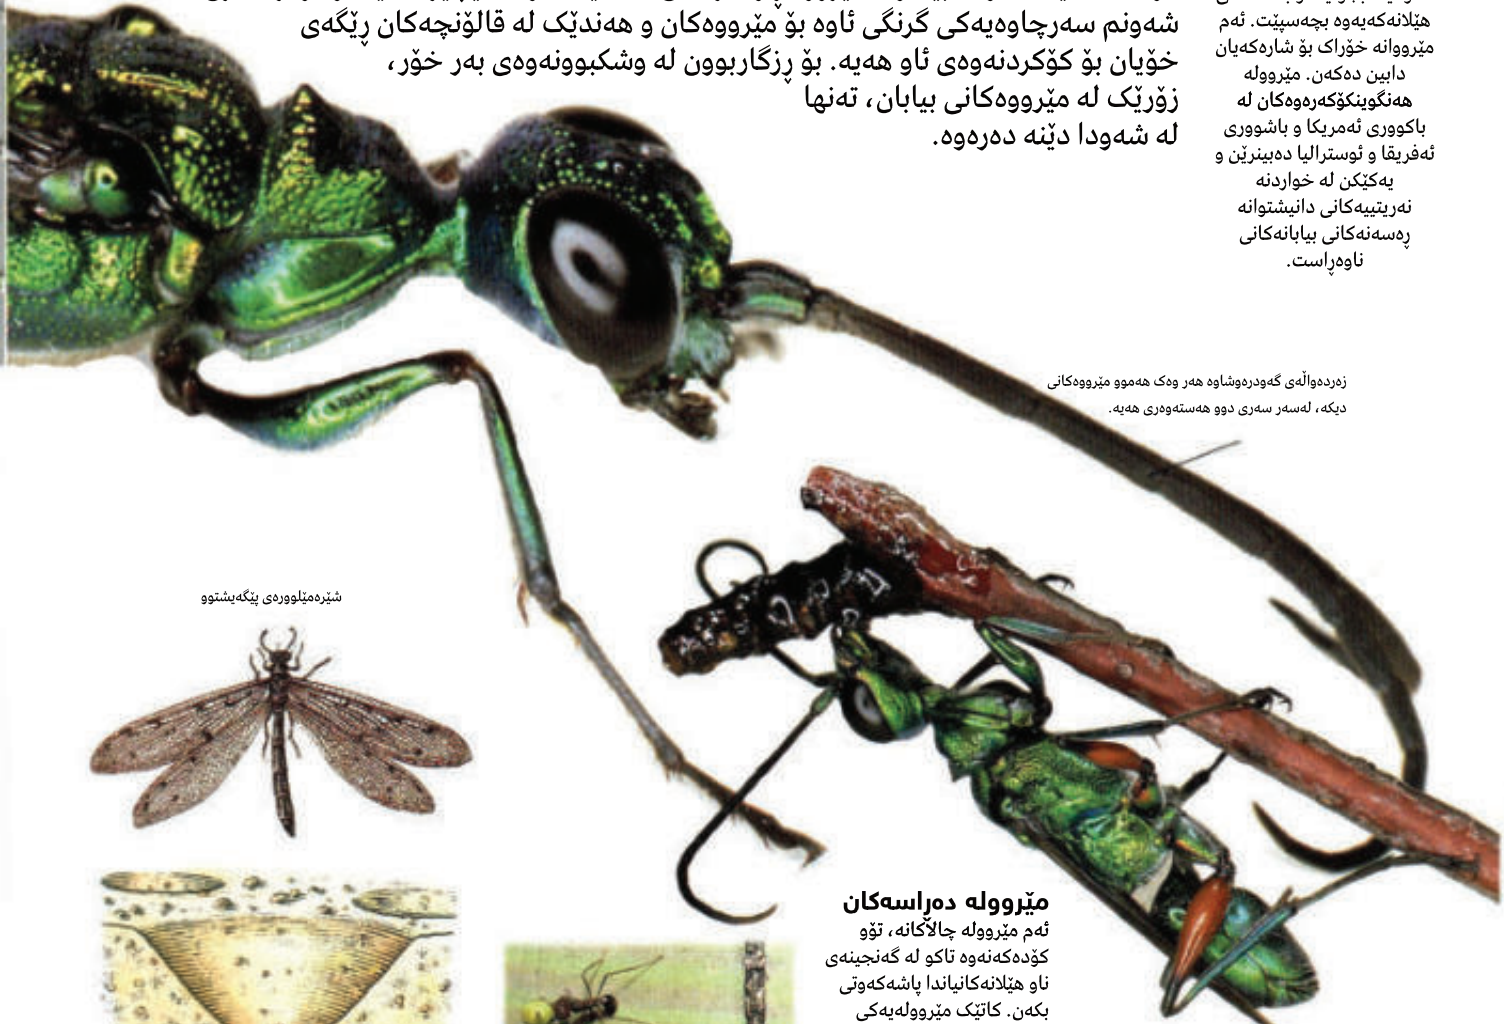 شەونم سەرچاوەیەکی گرنگی ئاوە بۆ مێرووەکان و هەندێک لە قالۆنچەکان ڕێگەی
خۆیان بۆ کۆکردنەوەی ئاو هەیە. بۆ ڕزگاربوون لە وشکبوونەوەی بەر خۆر،
زۆرێک لە مێرووەکانی بیابان، تەنها
لە شەودا دێنە دەرەوە.
هێلانەکەیەوە بچەسپێت. ئەم
مێرووانە خۆراک بۆ شارەکەیان
دابین دەکەن. مێروولە
هەنگوینکۆکەرەوەکان لە
باکووری ئەمریکا و باشووری
ئەفریقا و ئوسترالیا دەبینرێن و
یەکێکن لە خواردنە
نەریتییەکانی دانیشتوانە
ڕەسەنەکانی بیابانەکانی
ناوەڕاست.
زەردەواڵەی گەودرەوشاوە هەر وەک هەموو مێرووەکانی
دیکە، لەسەر سەری دوو هەستەوەری هەیە.
شێرەمێلوورەی پێگەیشتوو
مێروولە دەڕاسەکان
ئەم مێروولە چالاکانە، تۆو
کۆدەکەنەوە تاکو لە گەنجینەی
ناو هێلانەکانیاندا پاشەکەوتی
بکەن. کاتێک مێروولەیەکی